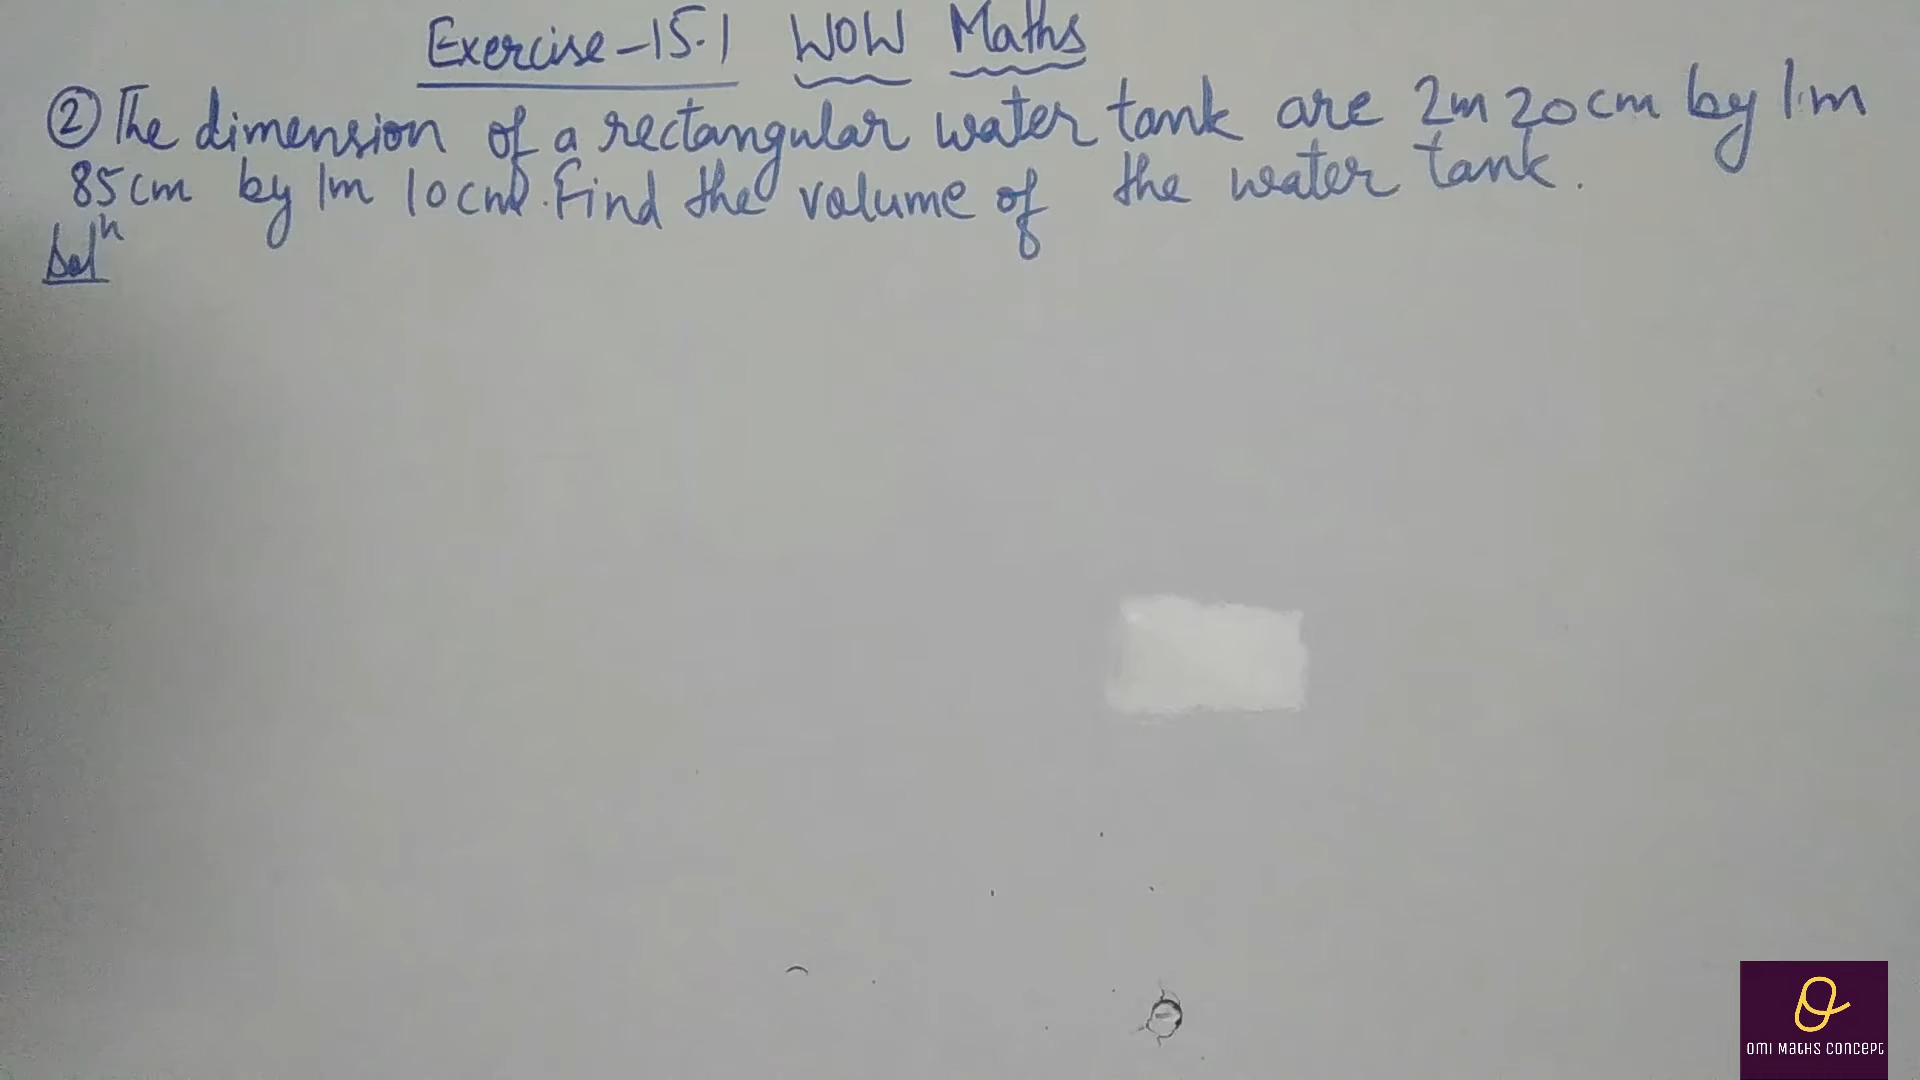 Exercise-15.1 WOW Maths
② The dimension of a rectangular water tank are 2m 20cm by 1m
85cm by 1m 10cm. Find the volume of the water tank.
Solⁿ
OMI MATHS CONCEPT